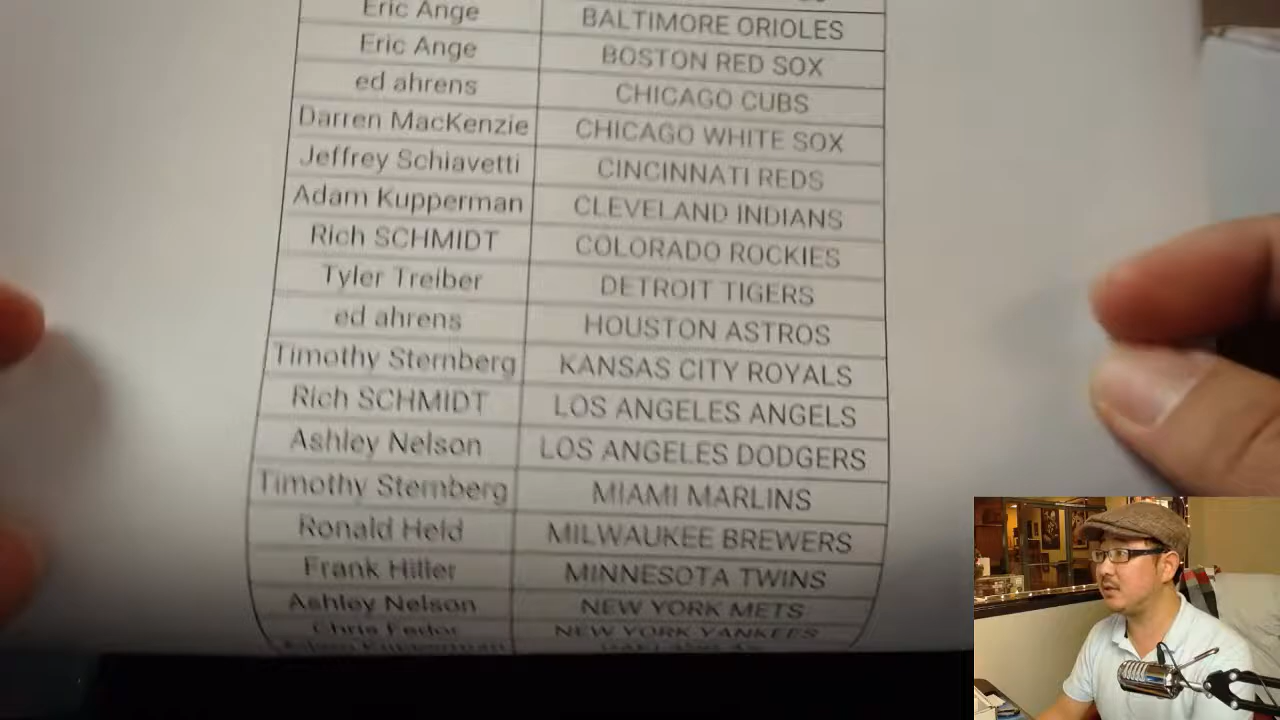 Eric Ange BALTIMORE ORIOLES
Eric Ange BOSTON RED SOX
ed ahrens CHICAGO CUBS
Darren MacKenzie CHICAGO WHITE SOX
Jeffrey Schiavetti CINCINNATI REDS
Adam Kupperman CLEVELAND INDIANS
Rich SCHMIDT COLORADO ROCKIES
Tyler Treiber DETROIT TIGERS
ed ahrens HOUSTON ASTROS
Timothy Sternberg KANSAS CITY ROYALS
Rich SCHMIDT LOS ANGELES ANGELS
Ashley Nelson LOS ANGELES DODGERS
Timothy Sternberg MIAMI MARLINS
Ronald Held MILWAUKEE BREWERS
Frank Hiller MINNESOTA TWINS
Ashley Nelson NEW YORK METS
Chris Fedor NEW YORK YANKEES